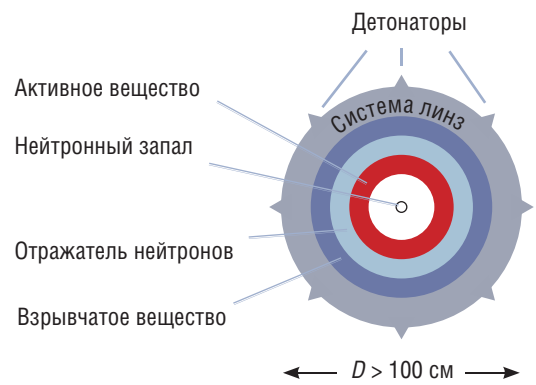 Детонаторы
Система линз
Активное вещество
Нейтронный запал
Отражатель нейтронов
Взрывчатое вещество
D > 100 см